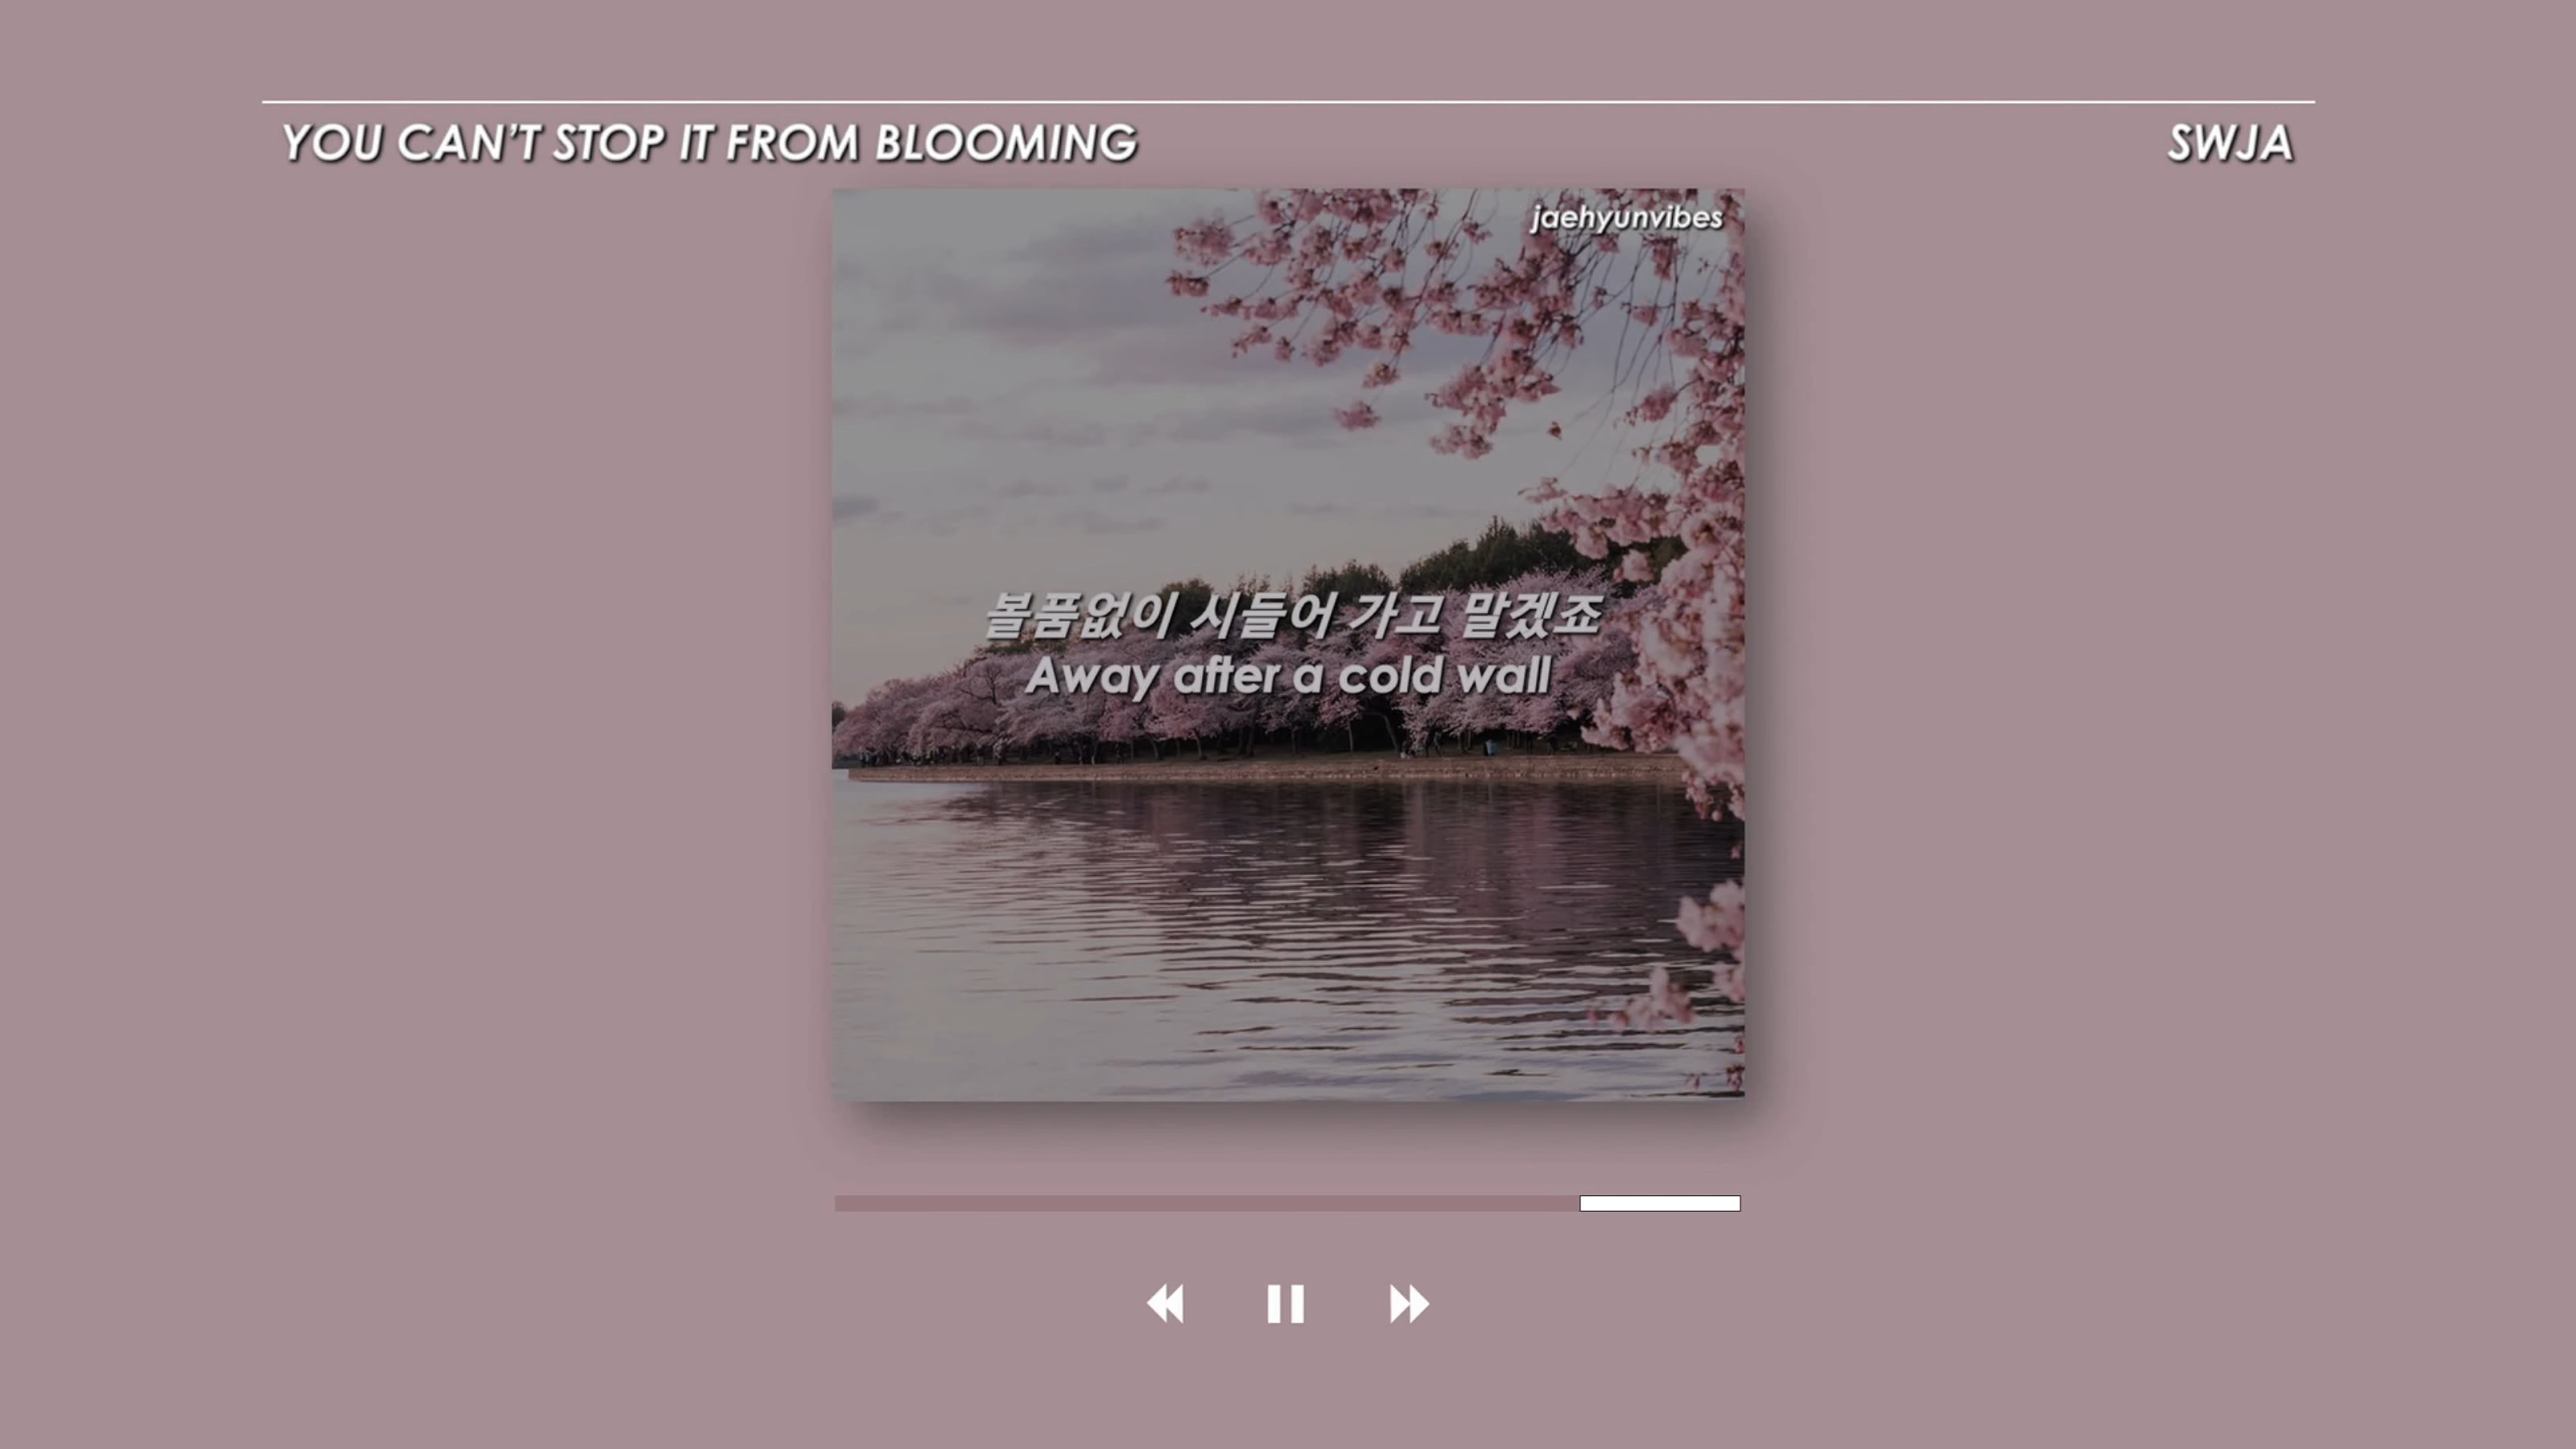 YOU CAN’T STOP IT FROM BLOOMING
SWJA
jaehyunvibes
볼품없이 시들어 가고 말겠죠
Away after a cold wall